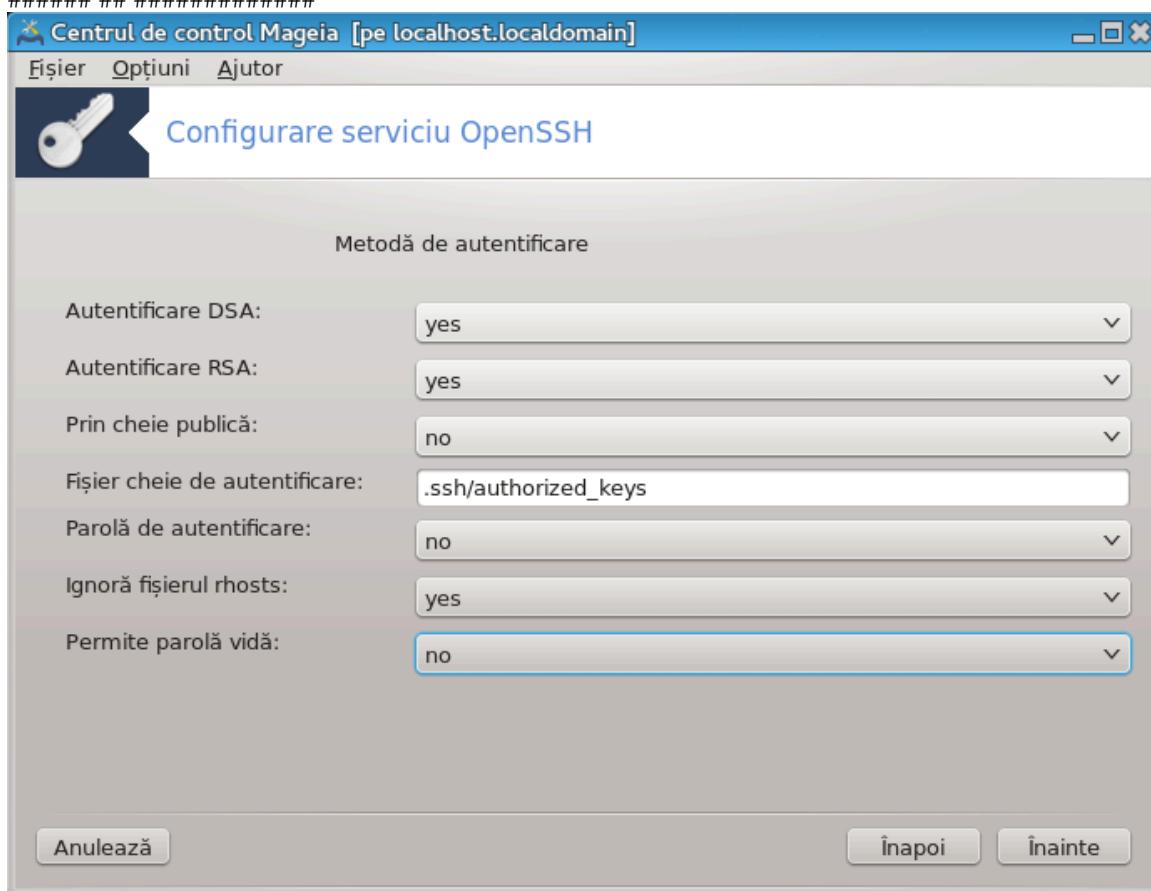 ###### ## #############
Centrul de control Mageia [pe localhost.localdomain]
Fișier Opțiuni Ajutor
Configurare serviciu OpenSSH
Metodă de autentificare
Autentificare DSA: yes
Autentificare RSA: yes
Prin cheie publică: no
Fișier cheie de autentificare: .ssh/authorized_keys
Parolă de autentificare: no
Ignoră fișierul rhosts: yes
Permite parolă vidă: no
Anulează Înapoi Înainte